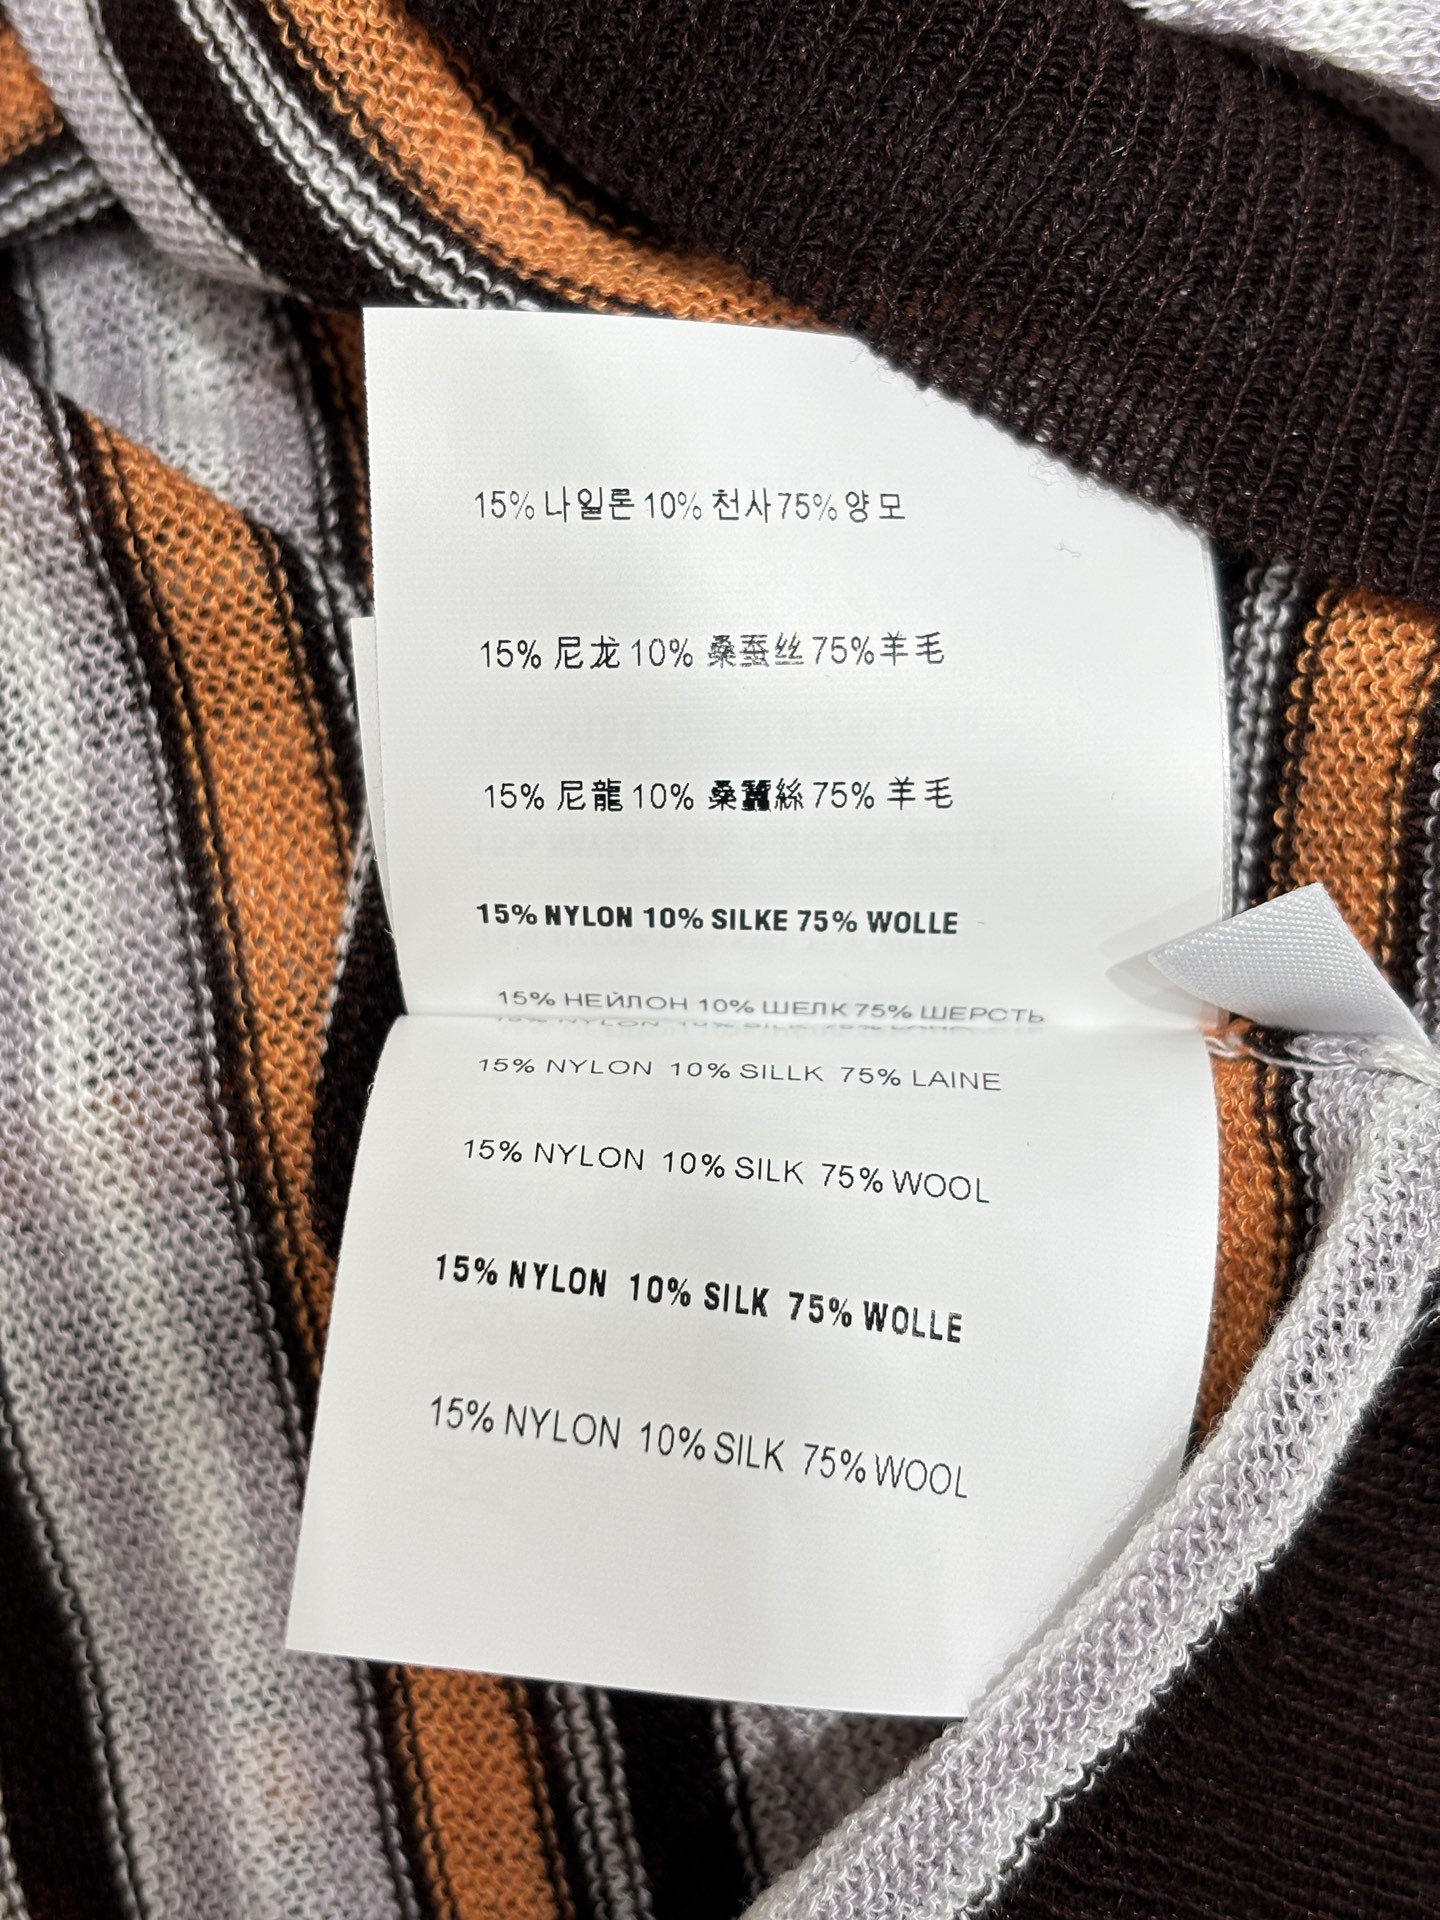 15% 나일론 10% 천사 75% 양모
15% 尼龙 10% 桑蚕丝 75% 羊毛
15% 尼龍 10% 桑蠶絲 75% 羊毛
15% NYLON 10% SILKE 75% WOLLE
15% НЕЙЛОН 10% ШЕЛК 75% ШЕРСТЬ
15% NYLON 10% SILLK 75% LAINE
15% NYLON 10% SILK 75% WOOL
15% NYLON 10% SILK 75% WOLLE
15% NYLON 10% SILK 75% WOOL